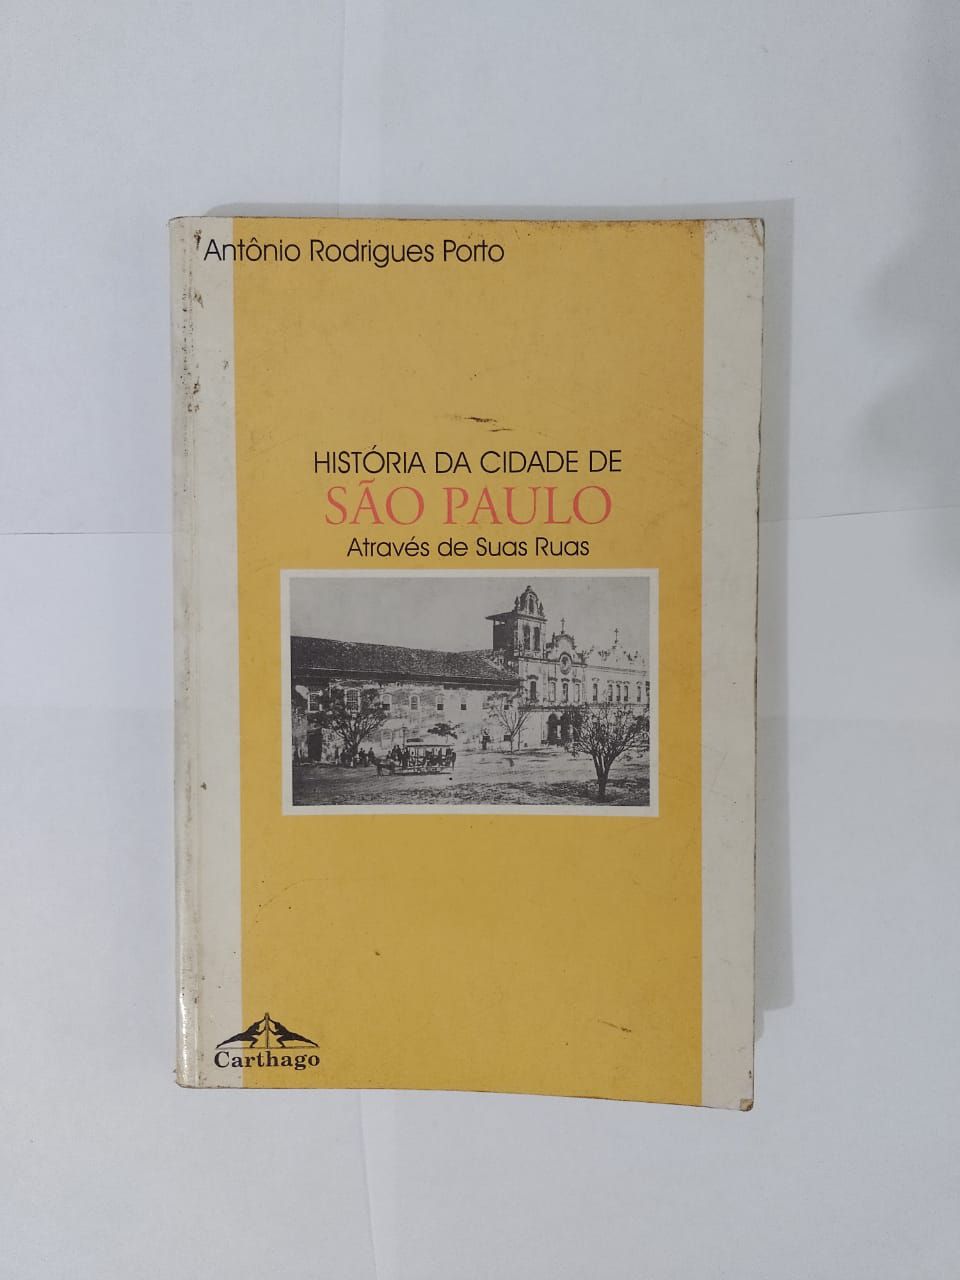 Antônio Rodrigues Porto
HISTÓRIA DA CIDADE DE
SÃO PAULO
Através de Suas Ruas
Carthago